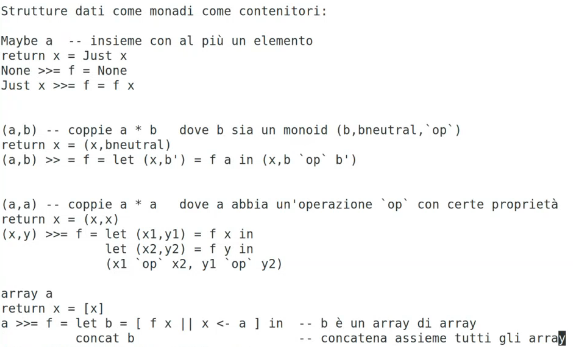 Strutture dati come monadi come contenitori:
Maybe a  -- insieme con al più un elemento
return x = Just x
None >>= f = None
Just x >>= f = f x
(a,b) -- coppie a * b   dove b sia un monoid (b,bneutral,`op`)
return x = (x,bneutral)
(a,b) >> = f = let (x,b') = f a in (x,b `op` b')
(a,a) -- coppie a * a   dove a abbia un'operazione `op` con certe proprietà
return x = (x,x)
(x,y) >>= f = let (x1,y1) = f x in
              let (x2,y2) = f y in
              (x1 `op` x2, y1 `op` y2)
array a
return x = [x]
a >>= f = let b = [ f x || x <- a ] in  -- b è un array di array
          concat b                      -- concatena assieme tutti gli array